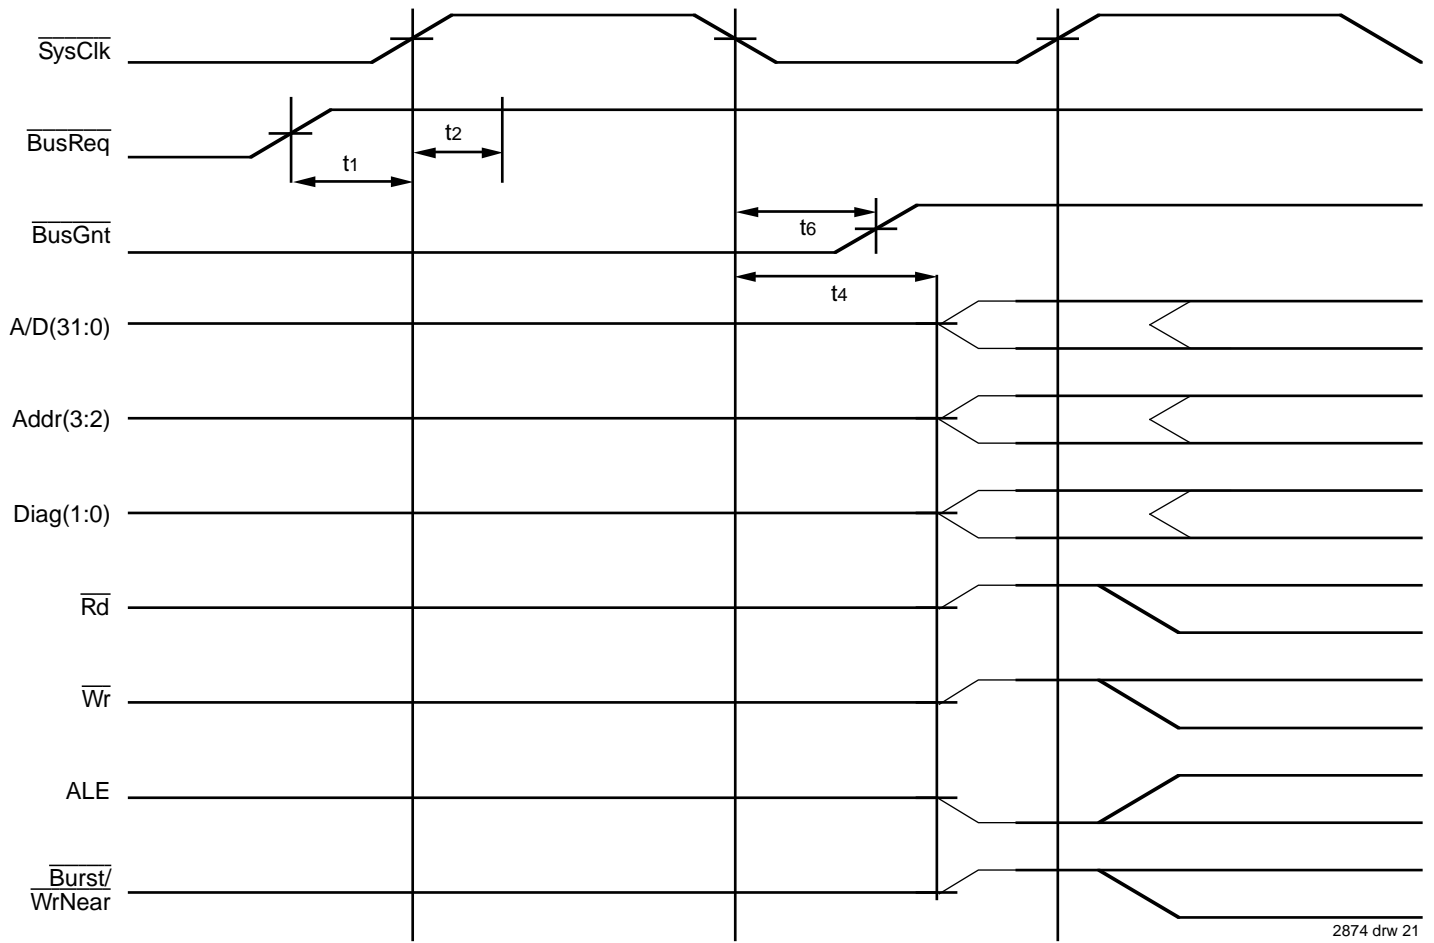 SysClk
BusReq
t1
t2
BusGnt
t6
t4
A/D(31:0)
Addr(3:2)
Diag(1:0)
Rd
Wr
ALE
Burst/
WrNear
2874 drw 21